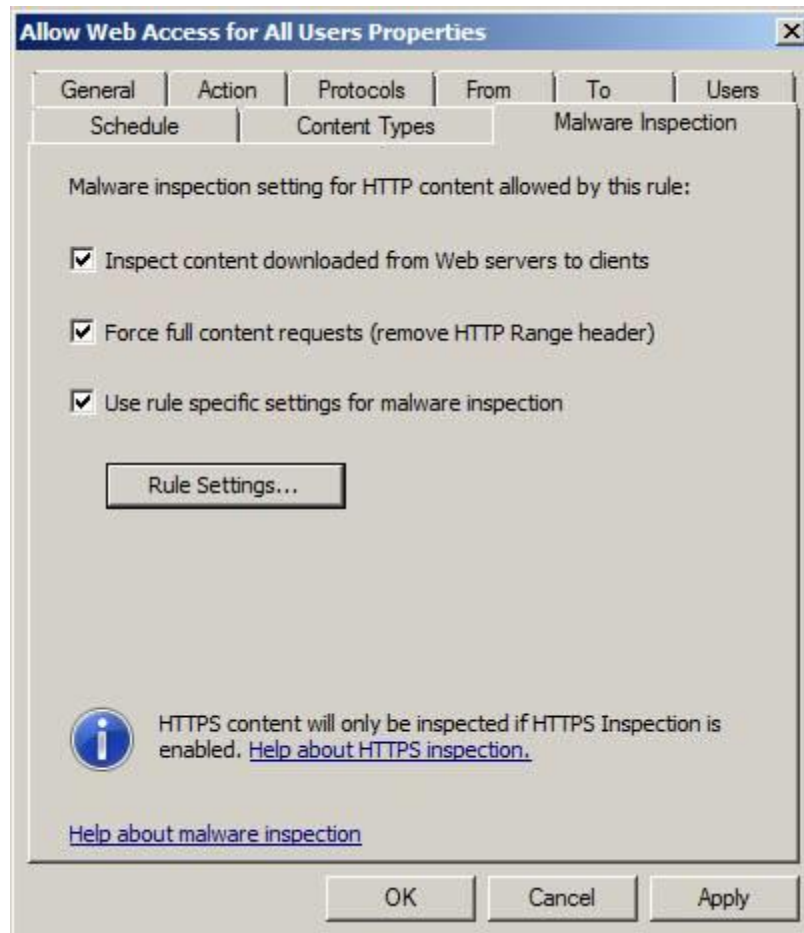 Allow Web Access for All Users Properties
General Action Protocols From To Users
Schedule Content Types Malware Inspection
Malware inspection setting for HTTP content allowed by this rule:
Inspect content downloaded from Web servers to clients
Force full content requests (remove HTTP Range header)
Use rule specific settings for malware inspection
Rule Settings...
HTTPS content will only be inspected if HTTPS Inspection is
enabled. Help about HTTPS inspection.
Help about malware inspection
OK Cancel Apply